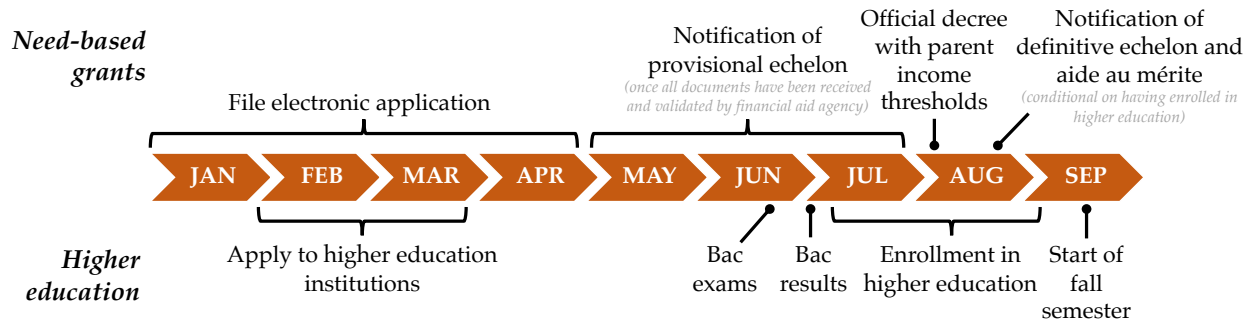 Need-based
grants
File electronic application
Notification of
provisional echelon
(once all documents have been received
and validated by financial aid agency)
Official decree
with parent
income
thresholds
Notification of
definitive echelon and
aide au mérite
(conditional on having enrolled in
higher education)
JAN FEB MAR APR MAY JUN JUL AUG SEP
Higher
education
Apply to higher education
institutions
Bac
exams
Bac
results
Enrollment in
higher education
Start of
fall
semester